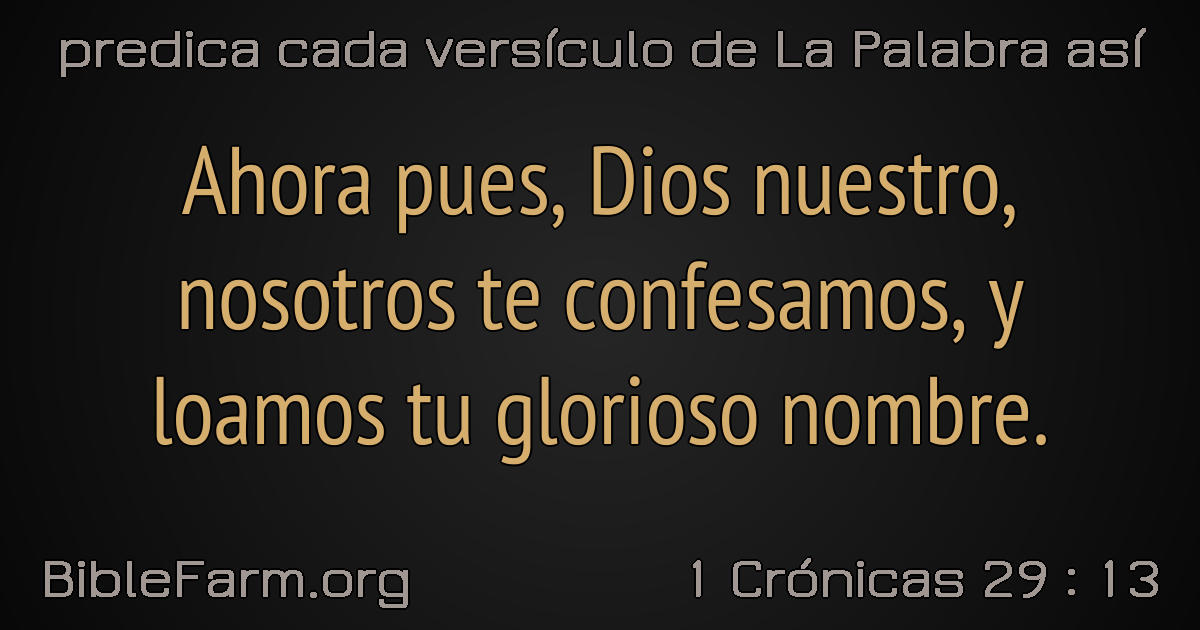 predica cada versículo de La Palabra así
Ahora pues, Dios nuestro,
nosotros te confesamos, y
loamos tu glorioso nombre.
BibleFarm.org
1 Crónicas 29 : 13